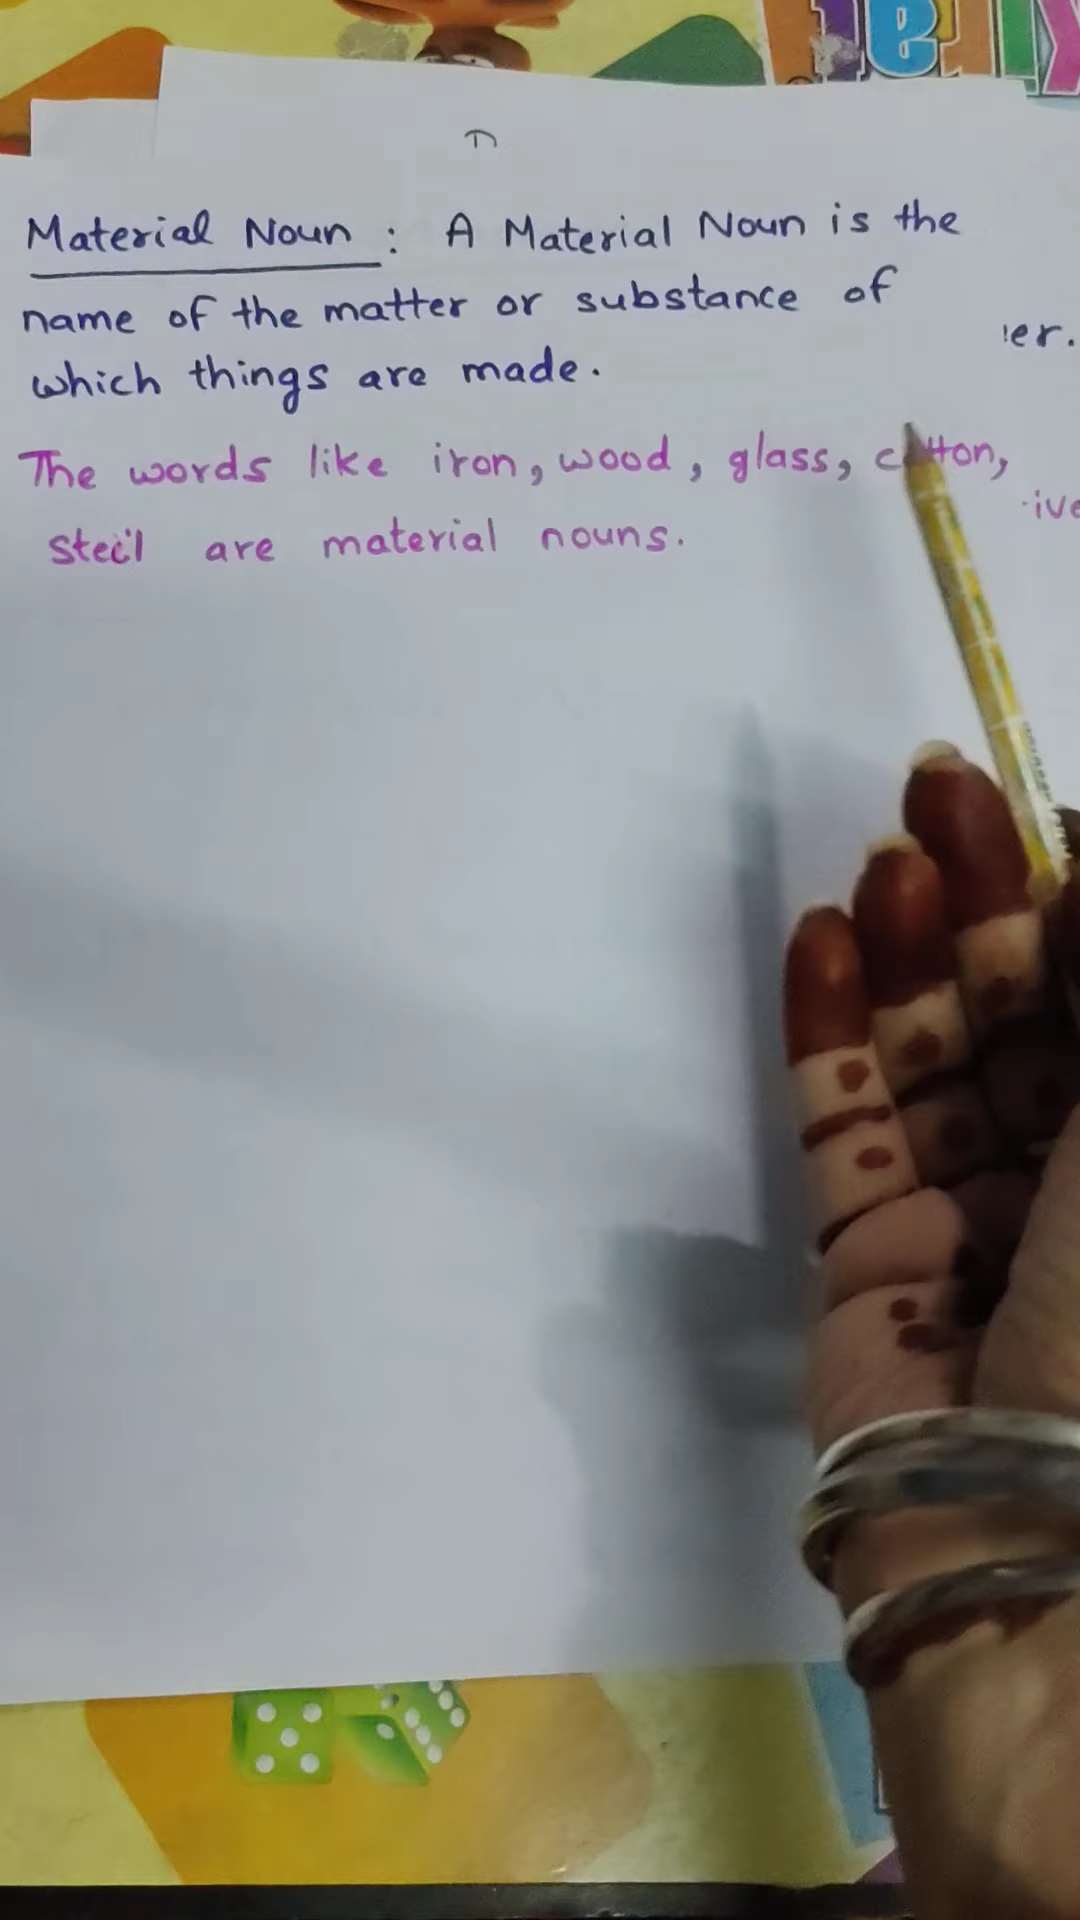 Material Noun : A Material Noun is the
name of the matter or substance of
which things are made.
The words like iron, wood, glass, cotton,
steel are material nouns.